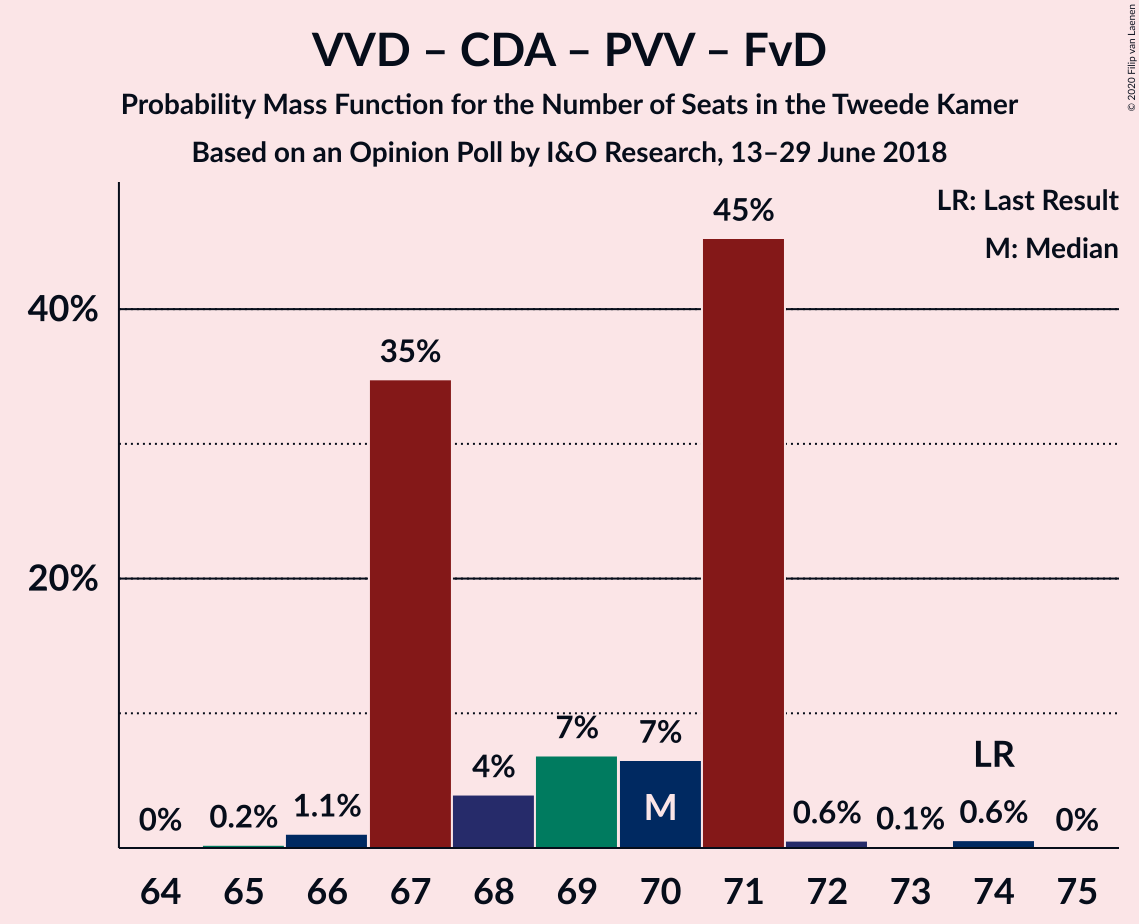 VVD – CDA – PVV – FvD
Probability Mass Function for the Number of Seats in the Tweede Kamer
Based on an Opinion Poll by I&O Research, 13–29 June 2018
© 2020 Filip van Laenen
LR: Last Result
M: Median
40%
20%
0%
0.2%
1.1%
35%
4%
7%
7%
45%
0.6%
0.1%
0.6%
0%
M
LR
64 65 66 67 68 69 70 71 72 73 74 75